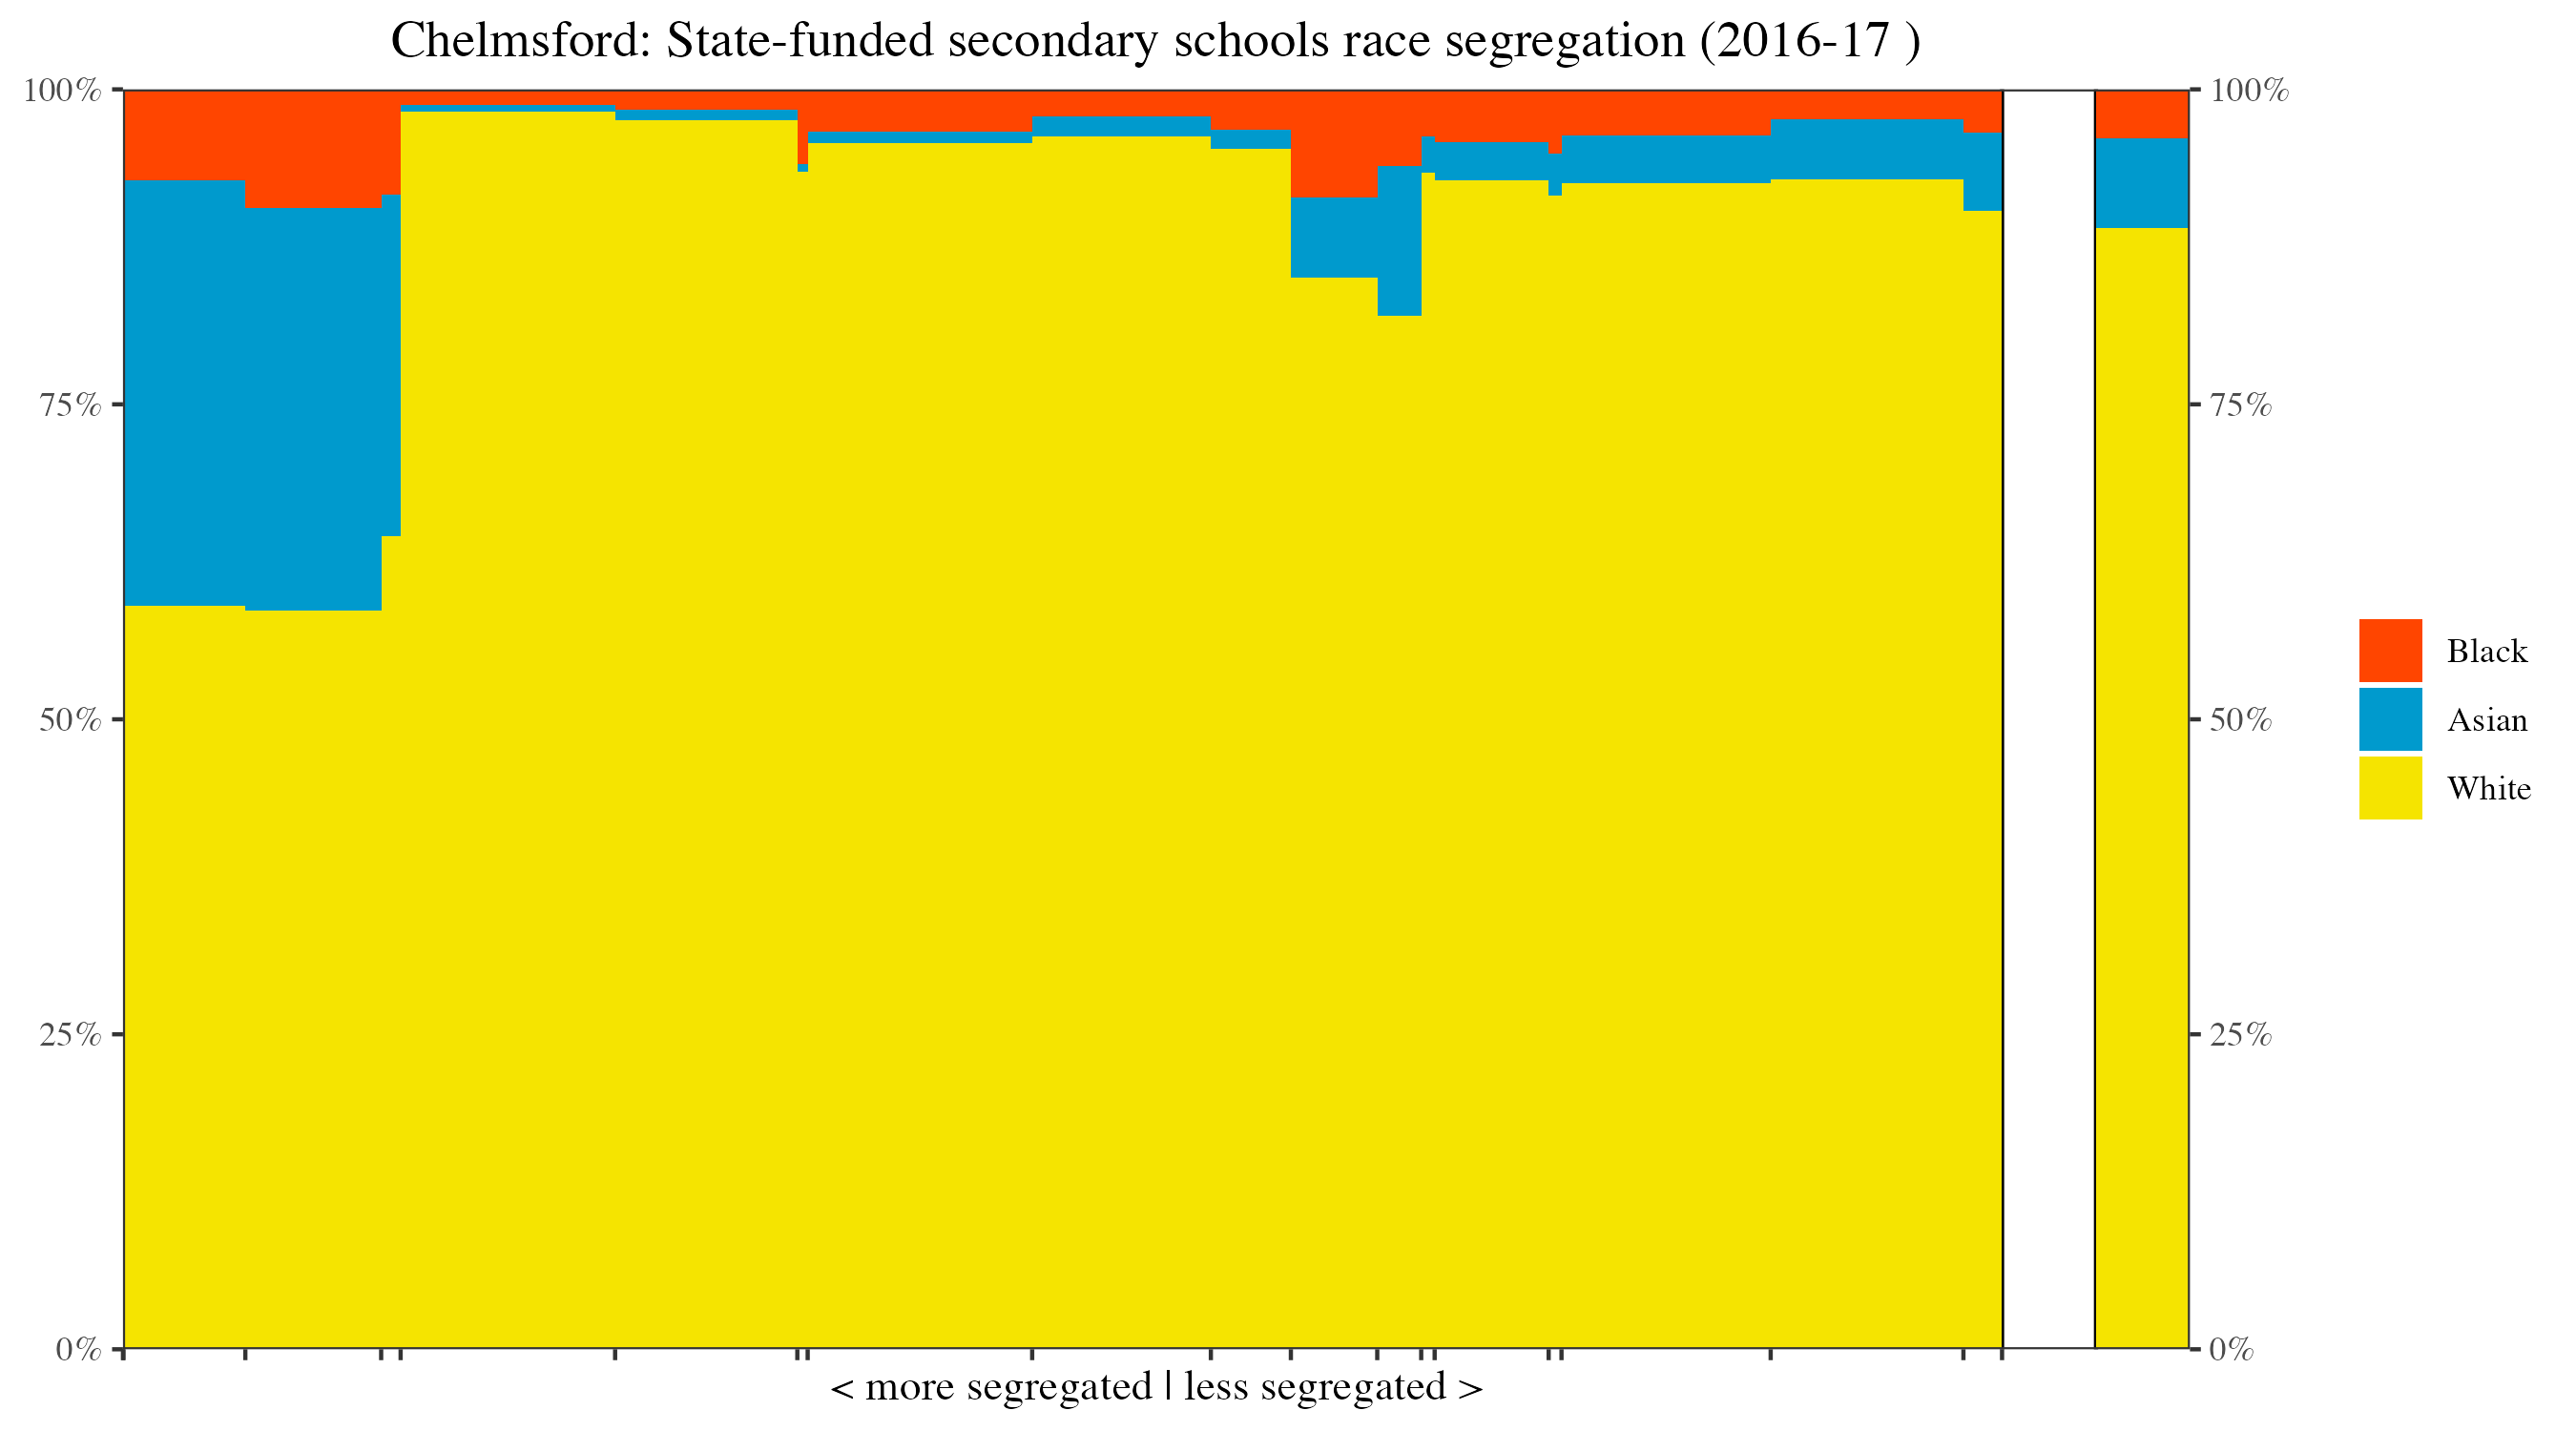 Chelmsford: State-funded secondary schools race segregation (2016-17 )
100%
100%
75%
75%
50%
50%
25%
25%
0%
0%
Black
Asian
White
< more segregated | less segregated >